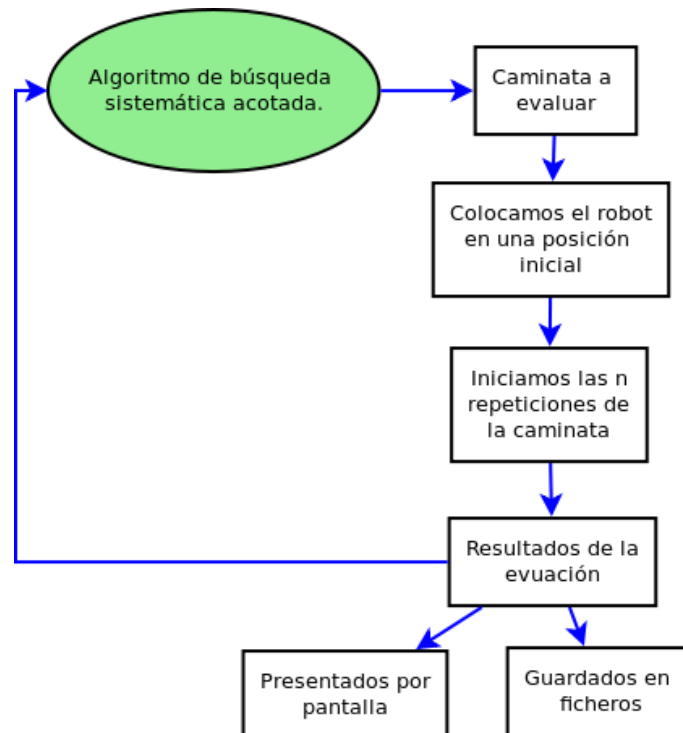 Algoritmo de búsqueda
sistemática acotada.
Caminata a
evaluar
Colocamos el robot
en una posición
inicial
Iniciamos las n
repeticiones de
la caminata
Resultados de la
evuación
Presentados por
pantalla
Guardados en
ficheros